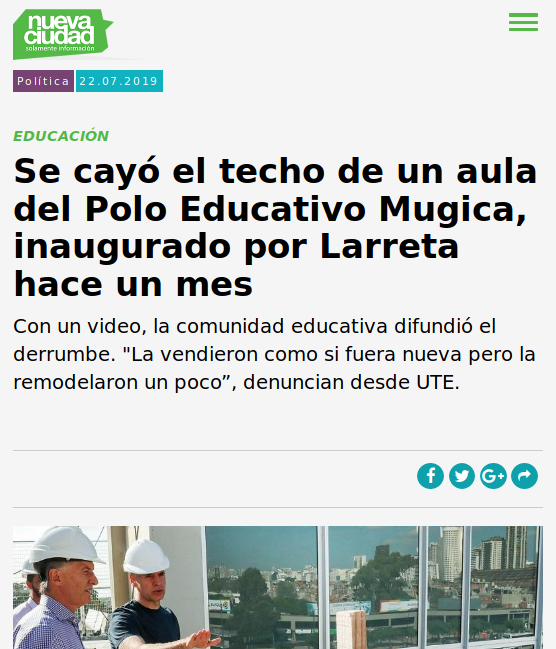 nueva
ciudad
solamente información
Política 22.07.2019
EDUCACIÓN
Se cayó el techo de un aula
del Polo Educativo Mugica,
inaugurado por Larreta
hace un mes
Con un video, la comunidad educativa difundió el
derrumbe. "La vendieron como si fuera nueva pero la
remodelaron un poco”, denuncian desde UTE.